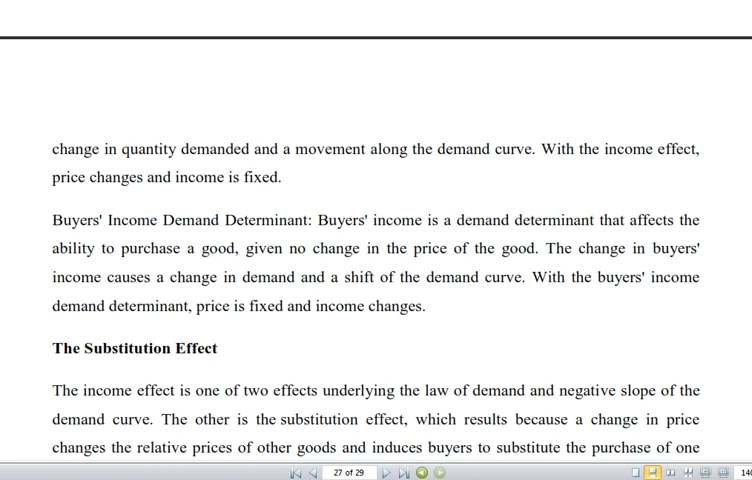 change in quantity demanded and a movement along the demand curve. With the income effect,
price changes and income is fixed.
Buyers' Income Demand Determinant: Buyers' income is a demand determinant that affects the
ability to purchase a good, given no change in the price of the good. The change in buyers'
income causes a change in demand and a shift of the demand curve. With the buyers' income
demand determinant, price is fixed and income changes.
The Substitution Effect
The income effect is one of two effects underlying the law of demand and negative slope of the
demand curve. The other is the substitution effect, which results because a change in price
changes the relative prices of other goods and induces buyers to substitute the purchase of one
27 of 29
140